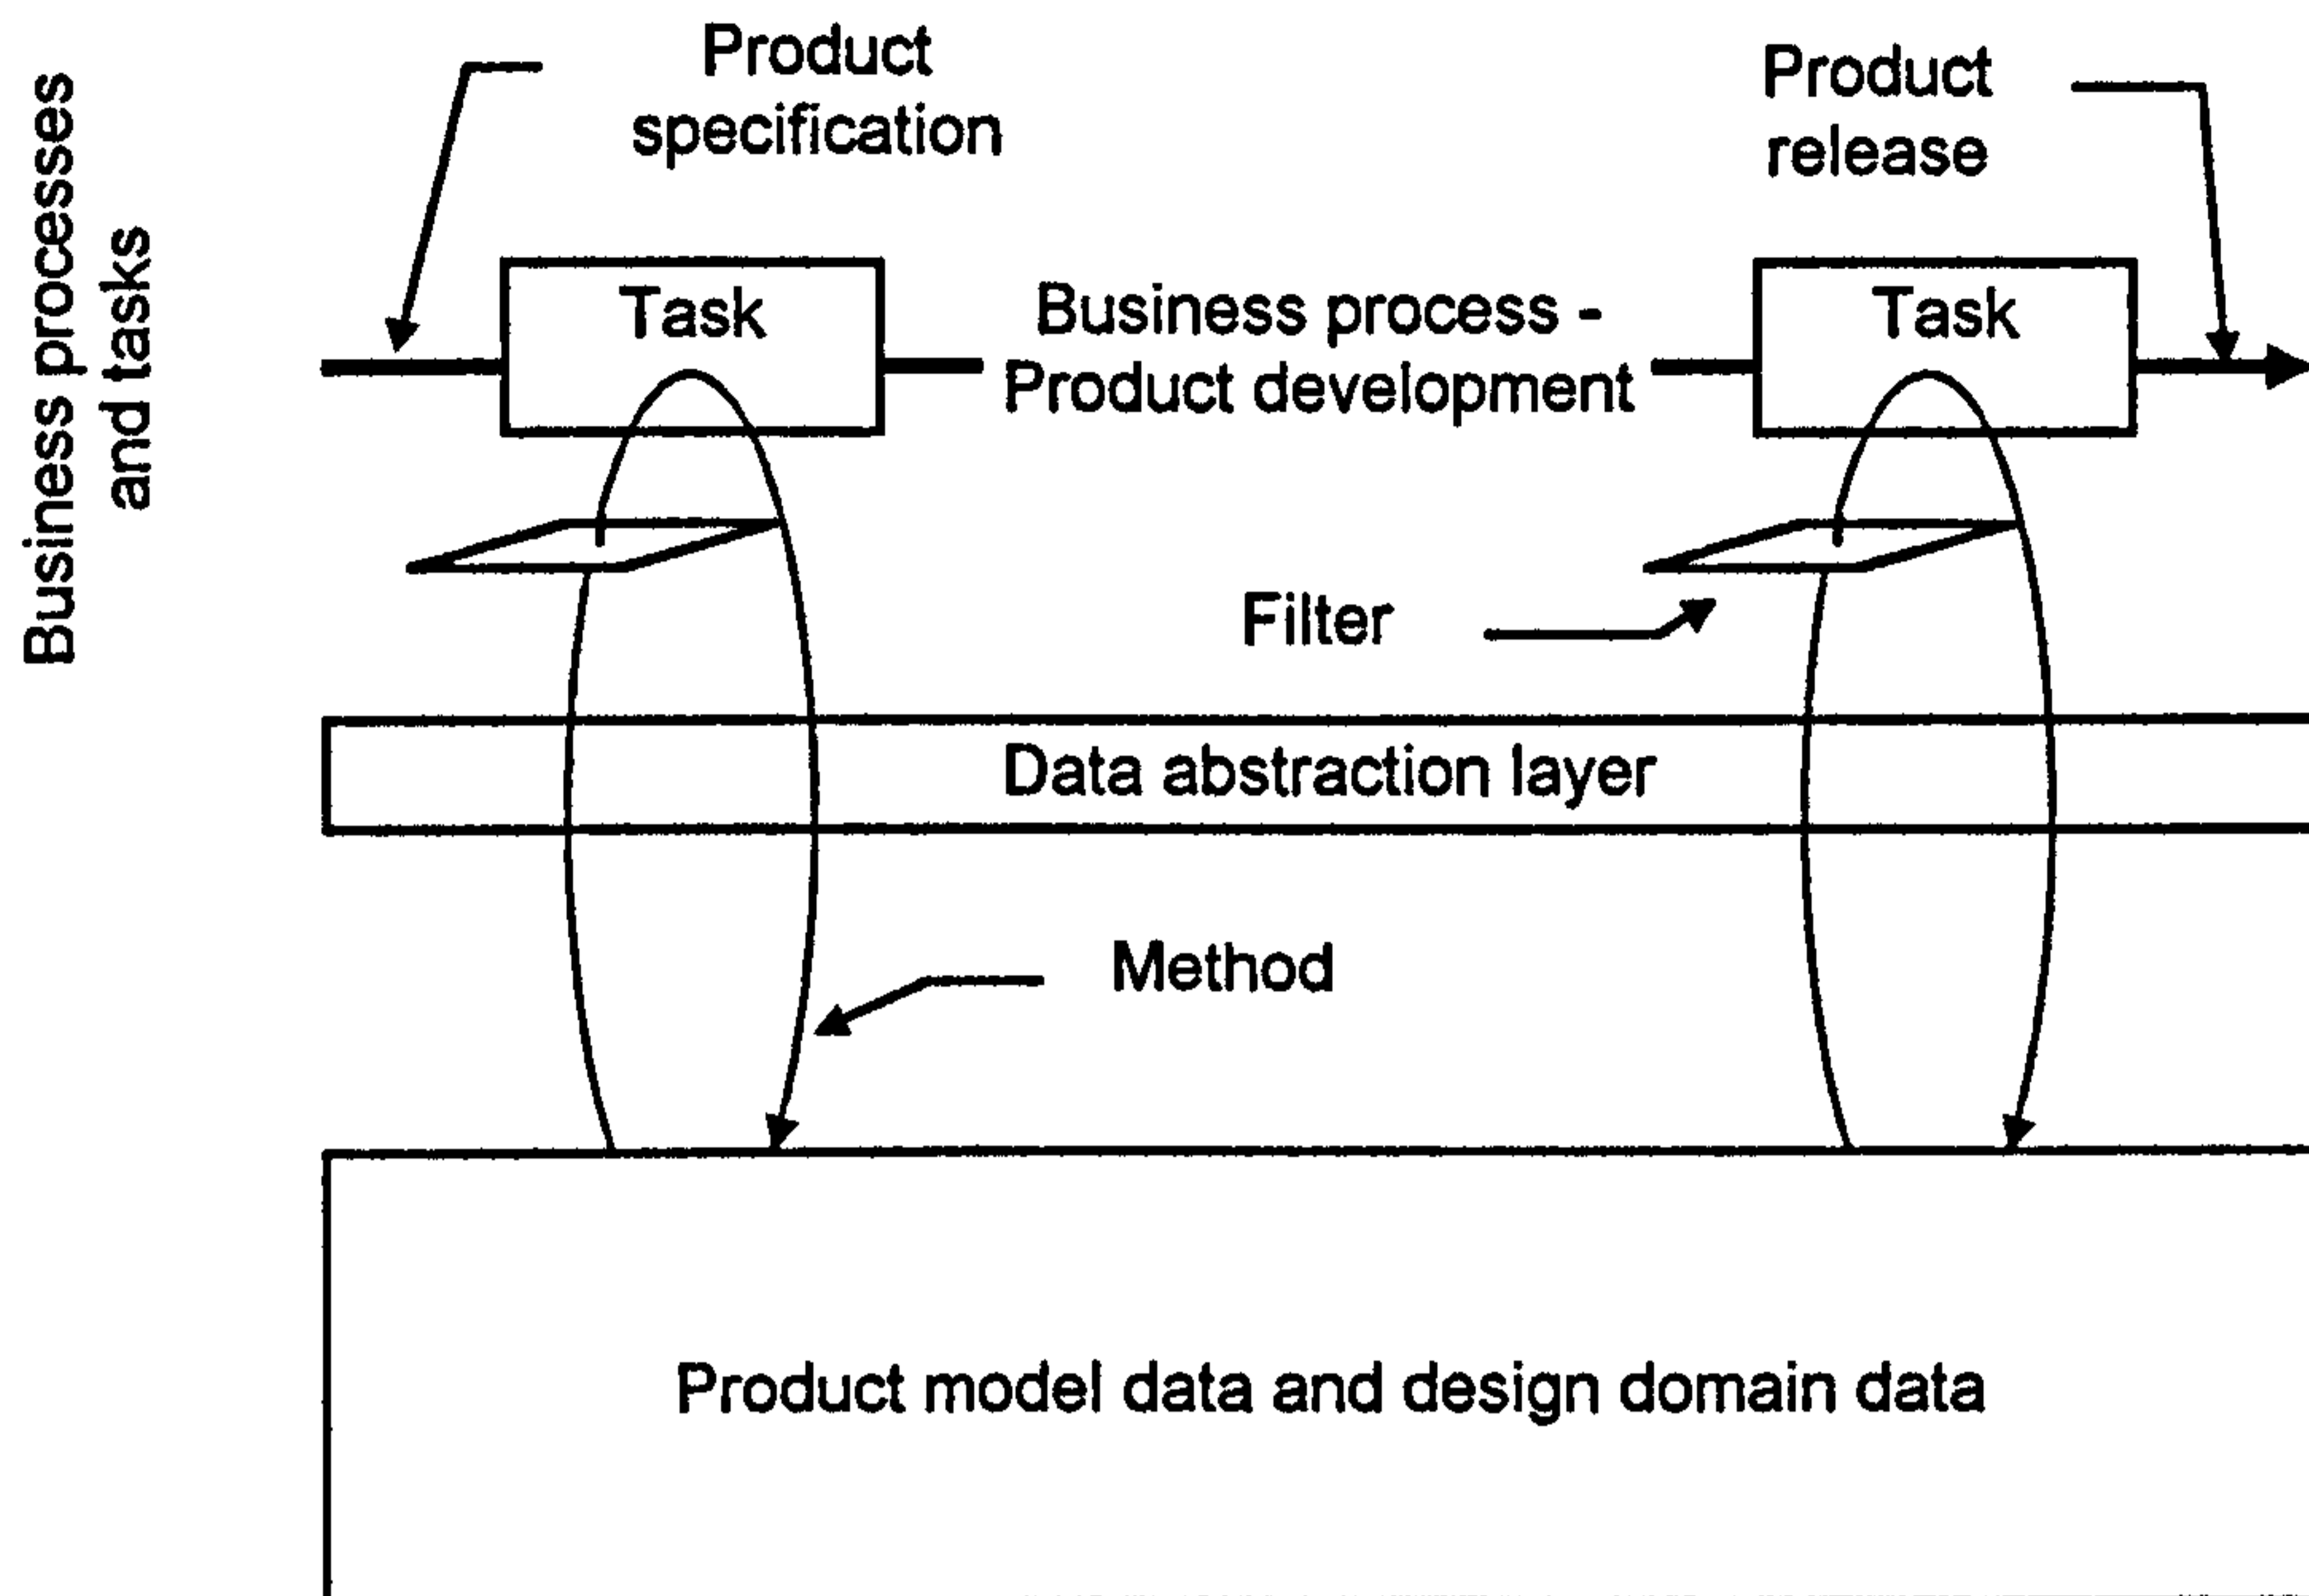 Business processes
and tasks
Product
specification
Product
release
Task
Business process -
Product development
Task
Filter
Data abstraction layer
Method
Product model data and design domain data